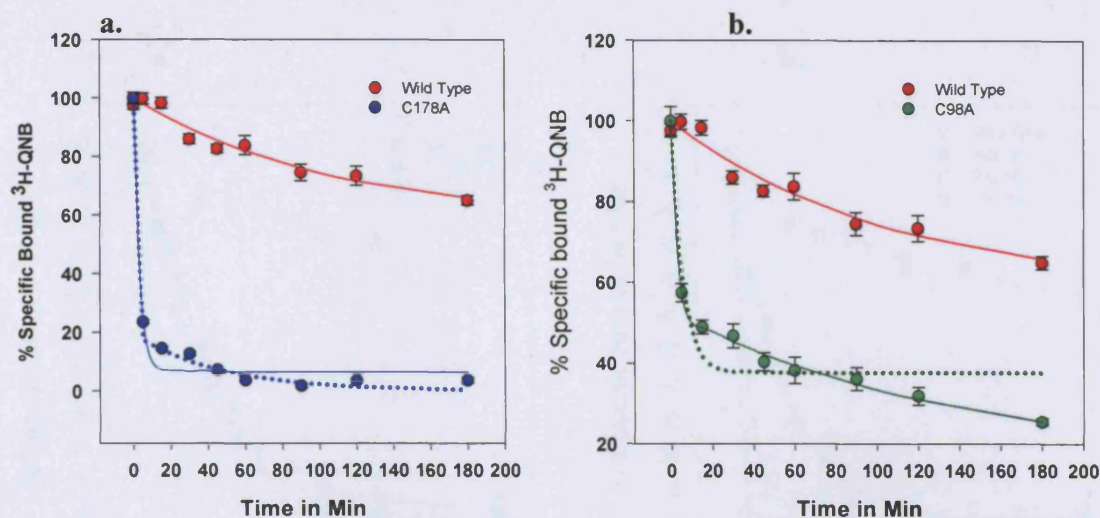 a.
120
100
80
60
40
20
0
% Specific Bound ³H-QNB
Wild Type
C178A
0 20 40 60 80 100 120 140 160 180 200
Time in Min
b.
120
100
80
60
40
20
% Specific bound ³H-QNB
Wild Type
C98A
0 20 40 60 80 100 120 140 160 180 200
Time in Min